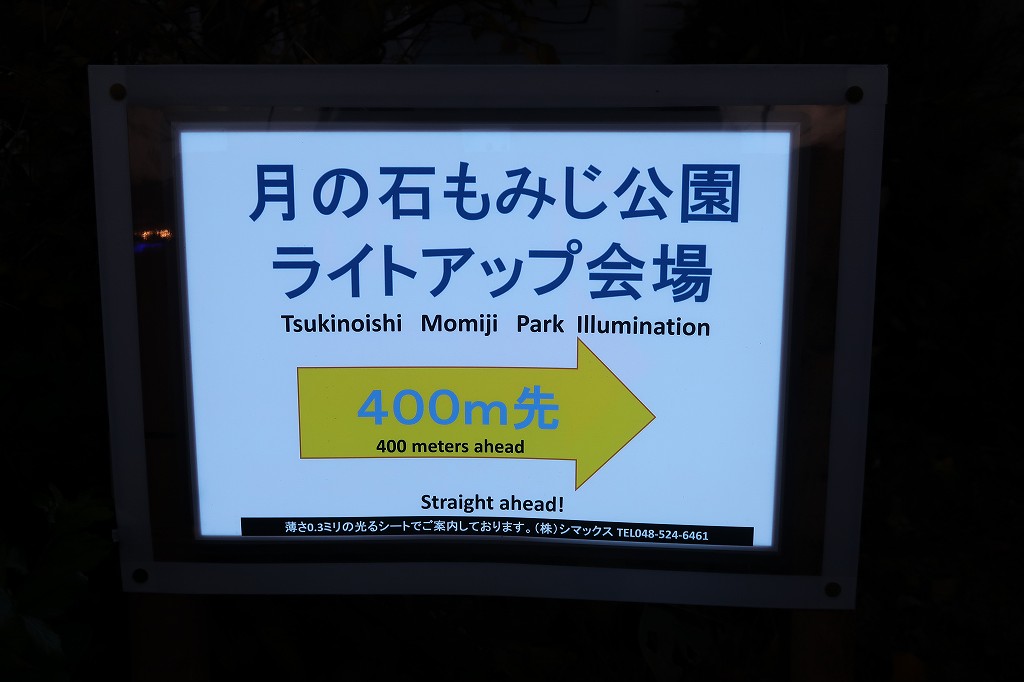 月の石もみじ公園
ライトアップ会場
Tsukinoishi Momiji Park Illumination
400m先
400 meters ahead
Straight ahead!
薄さ0.3ミリの光るシートでご案内しております。（株）シマックス TEL048-524-6461